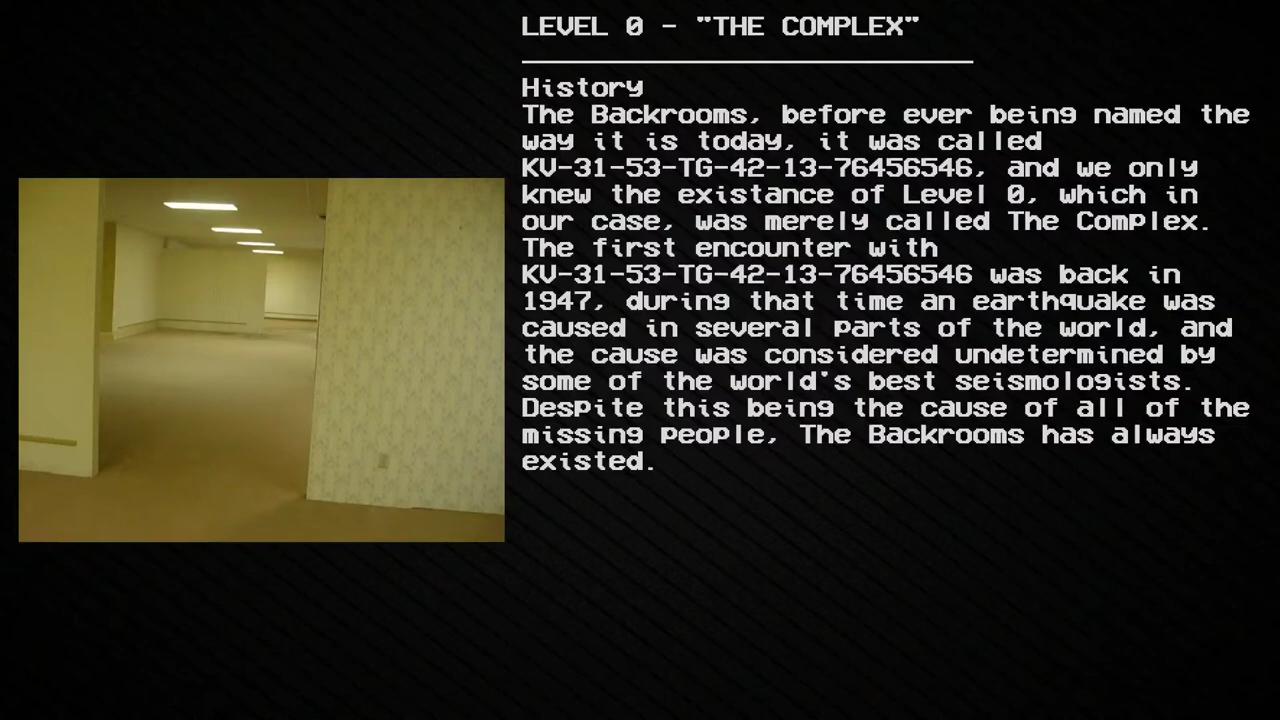 LEVEL 0 - "THE COMPLEX"
History
The Backrooms, before ever being named the
way it is today, it was called
KV-31-53-TG-42-13-76456546, and we only
knew the existance of Level 0, which in
our case, was merely called The Complex.
The first encounter with
KV-31-53-TG-42-13-76456546 was back in
1947, during that time an earthquake was
caused in several parts of the world, and
the cause was considered undetermined by
some of the world's best seismologists.
Despite this being the cause of all of the
missing people, The Backrooms has always
existed.